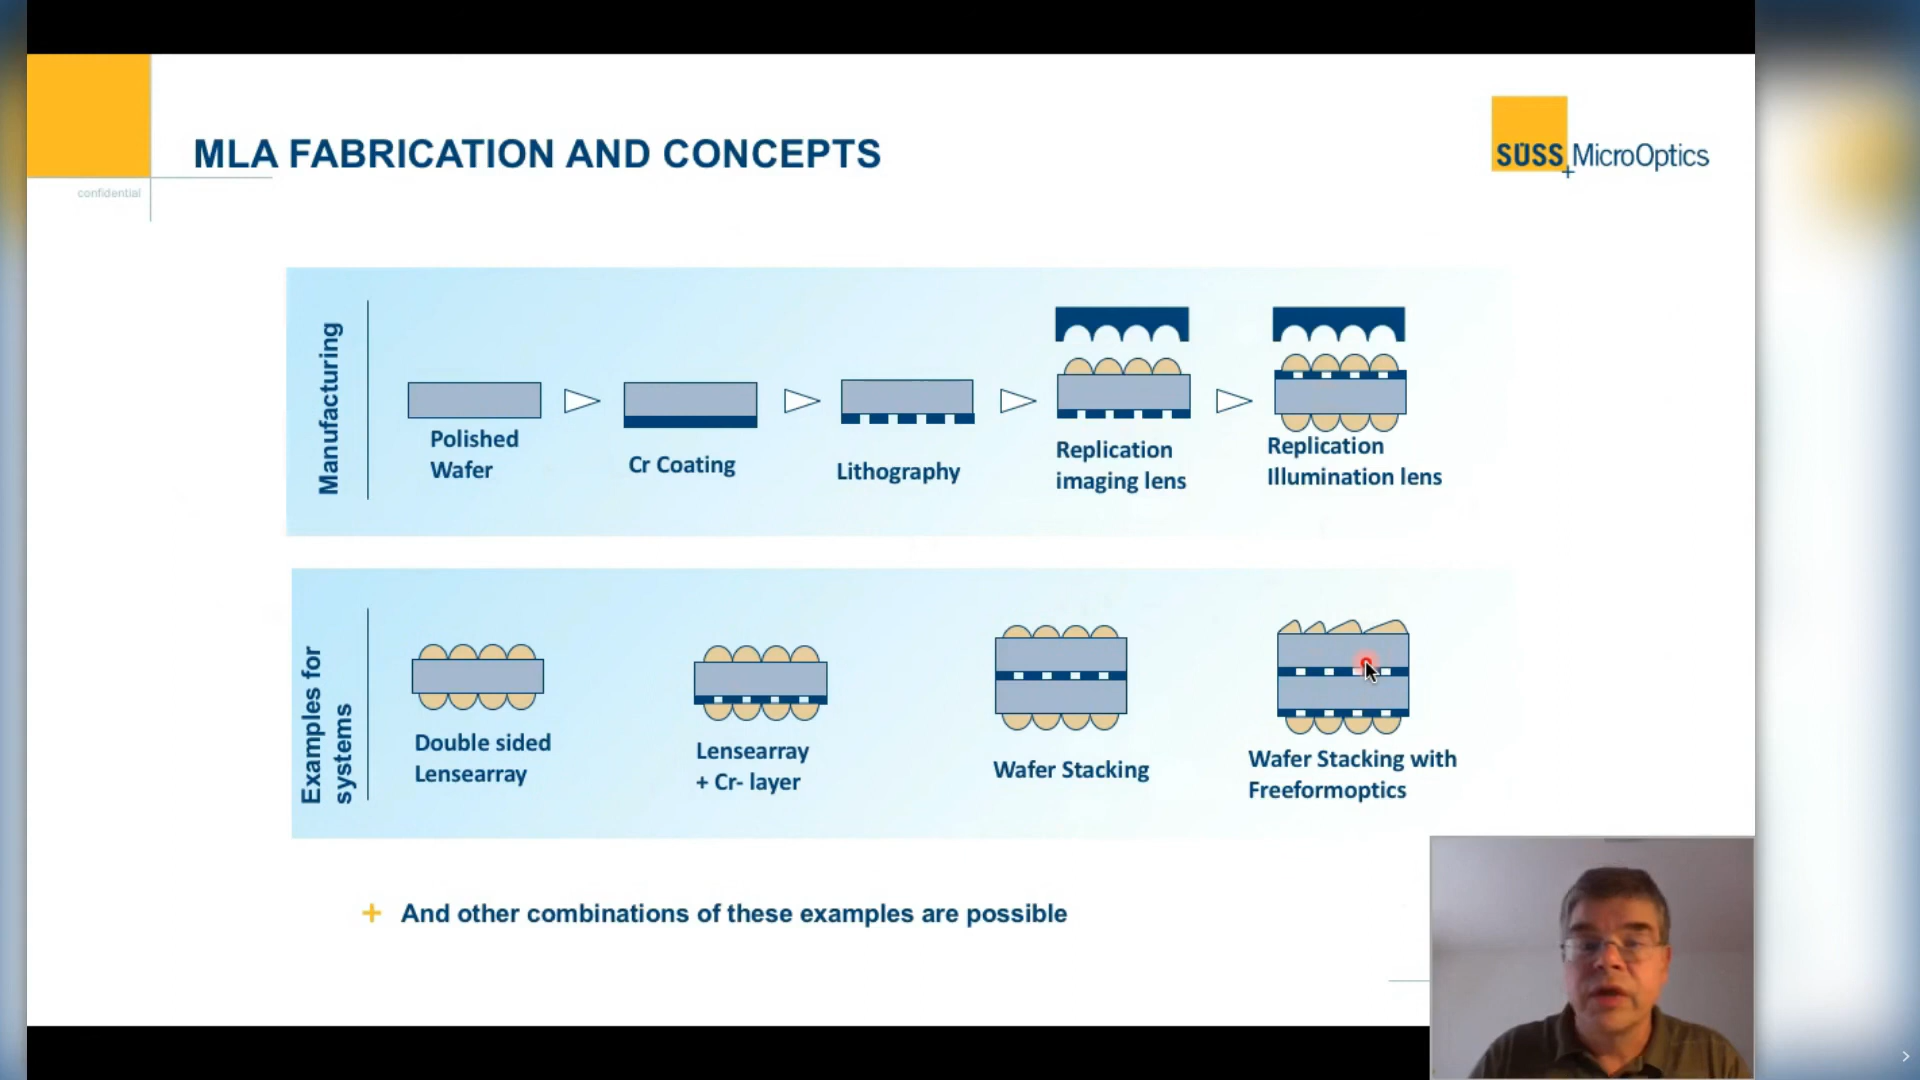 MLA FABRICATION AND CONCEPTS
SÜSS MicroOptics
+
confidential
Manufacturing
Polished
Wafer
Cr Coating
Lithography
Replication
imaging lens
Replication
Illumination lens
Examples for
systems
Double sided
Lensearray
Lensearray
+ Cr- layer
Wafer Stacking
Wafer Stacking with
Freeformoptics
+ And other combinations of these examples are possible